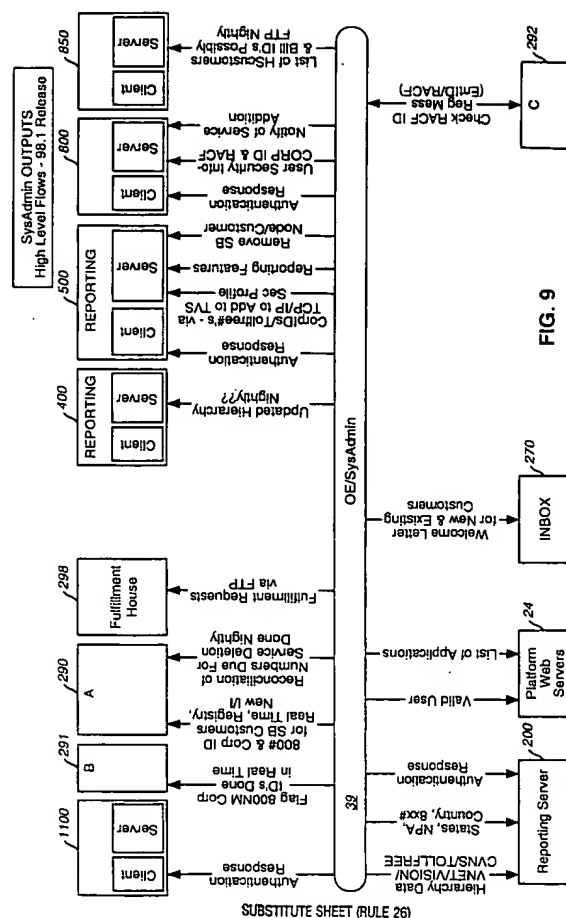 SysAdmin OUTPUTS
High Level Flows - 98.1 Release
1100
Client
Server
291
B
290
A
298
Fulfillment
House
400
REPORTING
Client
Server
500
REPORTING
Client
Server
800
Client
Server
850
Client
Server
Authentication
Response
Flag 800NM Corp
ID's Done
in Real Time
800# & Corp ID
for SB Customers
Real Time, Registry,
New I/I
Reconciliation of
Numbers Due For
Service Deletion
Done Nightly
Fulfillment Requests
via FTP
Updated Hierarchy
Nightly??
Authentication
Response
CorpIDs/Tollfree#'s - via
TCP/IP to Add to TVS
Sec Profile
Reporting Features
Remove SB
Node/Customer
Authentication
Response
User Security Info-
CORP ID & RACF
Notify of Service
Addition
List of HScustomers
& Bill ID's Possibly
FTP Nightly
39
OE/SysAdmin
Hierarchy Data
VNET/VISION/
CVNS/TOLLFREE
States, NPA,
Country, 8xx#
Authentication
Response
Valid User
List of Applications
Welcome Letter
for New & Existing
Customers
Check RACF ID
Reg Mess
(EntID/RACF)
200
Reporting Server
24
Platform
Web
Servers
270
INBOX
292
C
FIG. 9
SUBSTITUTE SHEET (RULE 26)